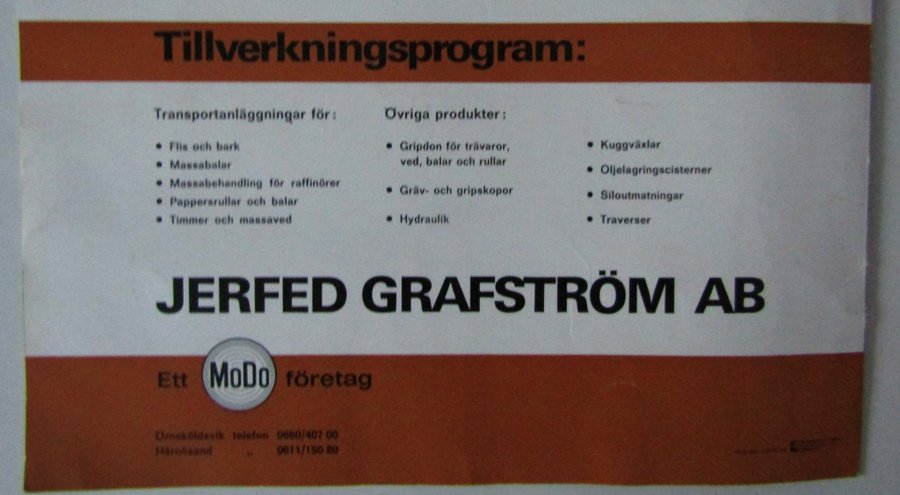 Tillverkningsprogram:
Transportanläggningar för:
• Flis och bark
• Massabalar
• Massabehandling för raffinörer
• Pappersrullar och balar
• Timmer och massaved
Övriga produkter:
• Gripdon för trävaror,
ved, balar och rullar
• Gräv- och gripskopor
• Hydraulik
• Kuggväxlar
• Oljelagringscisterner
• Siloutmatningar
• Traverser
JERFED GRAFSTRÖM AB
Ett MoDo företag
Örnsköldsvik telefon 0660/407 00
Härnösand „ 0611/150 80